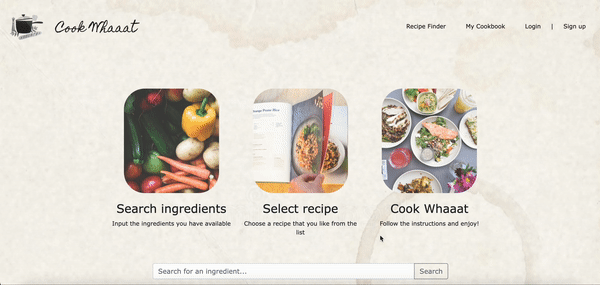 Cook Whaaat
Recipe Finder
My Cookbook
Login
|
Sign up
Search ingredients
Input the ingredients you have available
Select recipe
Choose a recipe that you like from the
list
Cook Whaaat
Follow the instructions and enjoy!
Search for an ingredient...
Search